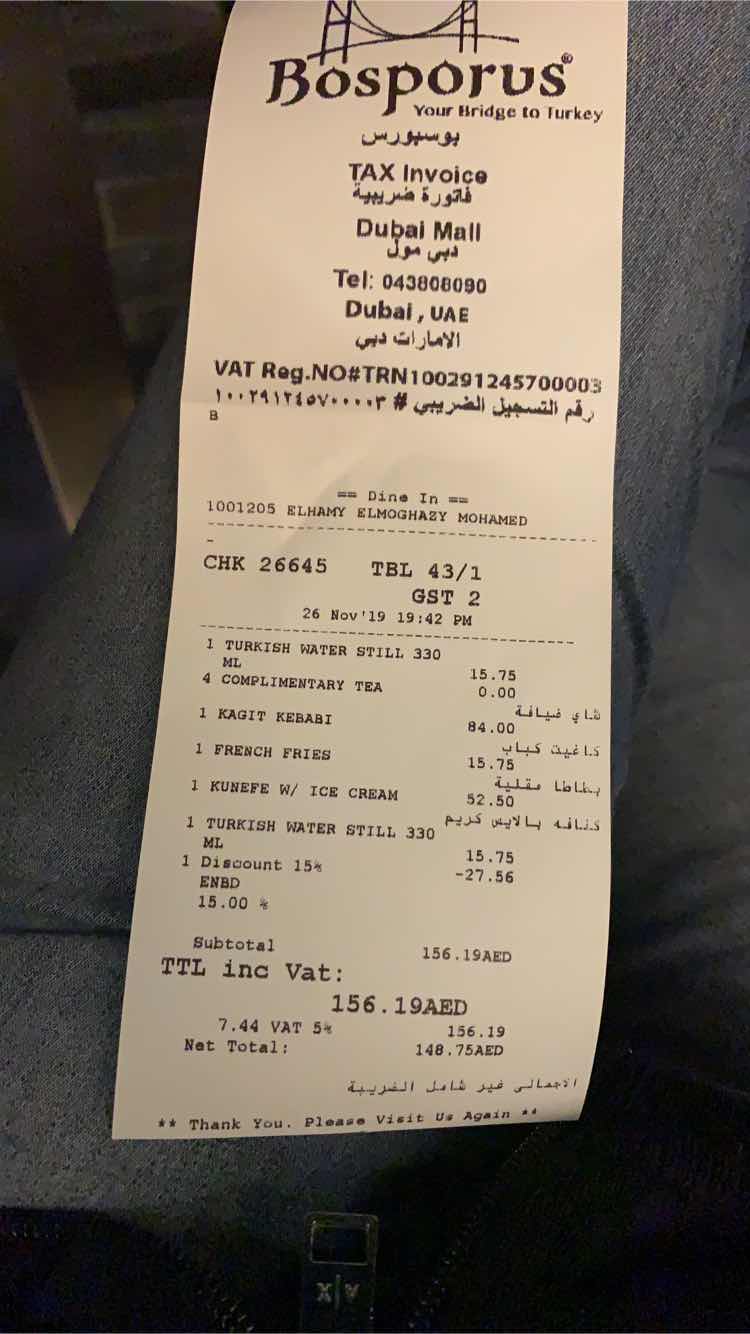 Bosporus®
Your Bridge to Turkey
بوسبورس
TAX Invoice
فاتورة ضريبية
Dubai Mall
دبي مول
Tel: 043808090
Dubai , UAE
الامارات دبي
VAT Reg.NO#TRN100291245700003
رقم التسجيل الضريبي # ١٠٠٢٩١٢٤٥٧٠٠٠٠٣
B
== Dine In ==
1001205 ELHAMY ELMOGHAZY MOHAMED
-
CHK 26645 TBL 43/1
GST 2
26 Nov'19 19:42 PM
1 TURKISH WATER STILL 330
ML 15.75
4 COMPLIMENTARY TEA 0.00
شاي ضيافة
1 KAGIT KEBABI 84.00
كاغيت كباب
1 FRENCH FRIES 15.75
بطاطا مقلية
1 KUNEFE W/ ICE CREAM 52.50
كنافه بالايس كريم
1 TURKISH WATER STILL 330
ML 15.75
1 Discount 15% -27.56
ENBD
15.00 %
Subtotal 156.19AED
TTL inc Vat:
156.19AED
7.44 VAT 5% 156.19
Net Total: 148.75AED
الاجمالى غير شامل الضريبة
** Thank You. Please Visit Us Again **
X|V